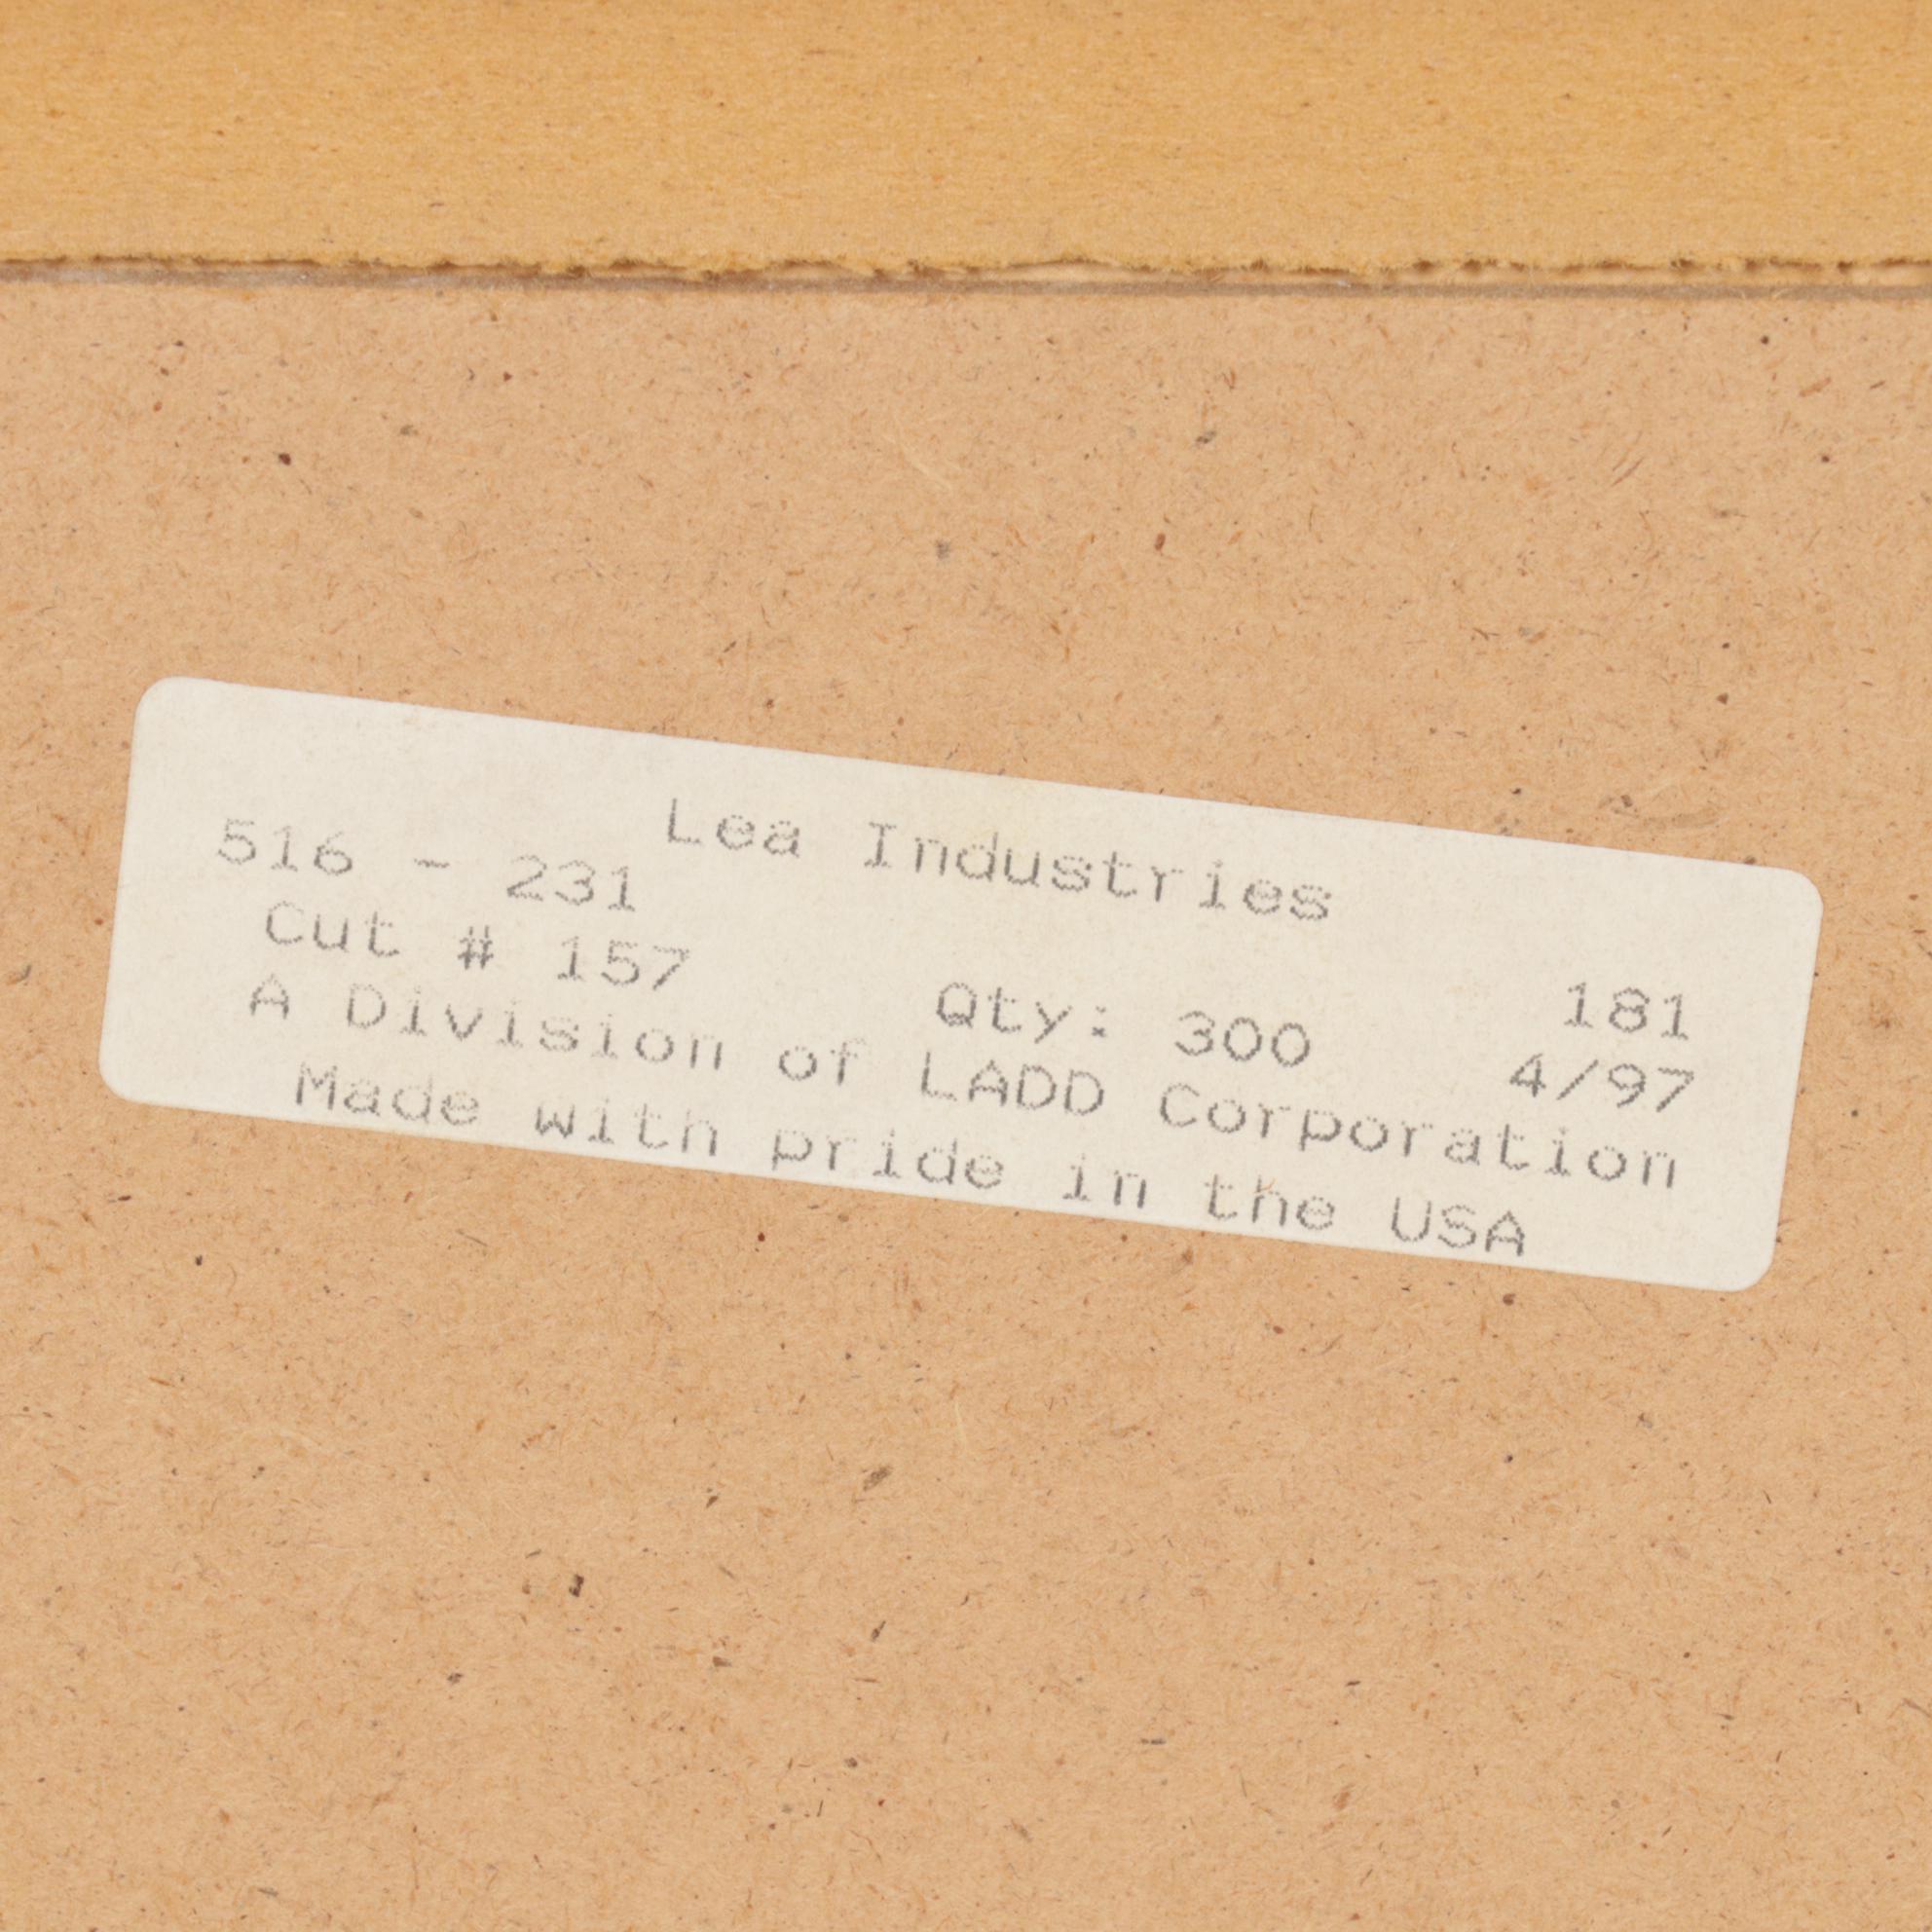 Lea Industries
516 - 231 181
Cut # 157 Qty: 300 4/97
A Division of LADD Corporation
Made with pride in the USA